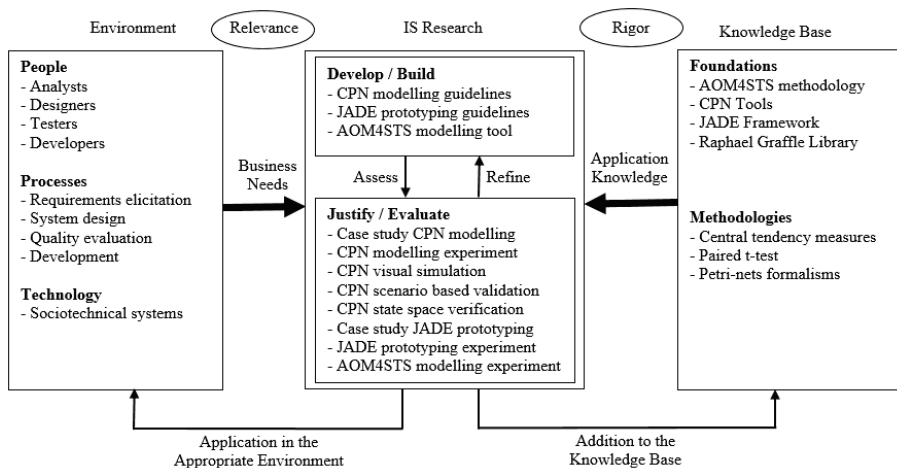 Environment
Relevance
IS Research
Rigor
Knowledge Base
People
- Analysts
- Designers
- Testers
- Developers
Processes
- Requirements elicitation
- System design
- Quality evaluation
- Development
Technology
- Sociotechnical systems
Business
Needs
Develop / Build
- CPN modelling guidelines
- JADE prototyping guidelines
- AOM4STS modelling tool
Assess
Refine
Justify / Evaluate
- Case study CPN modelling
- CPN modelling experiment
- CPN visual simulation
- CPN scenario based validation
- CPN state space verification
- Case study JADE prototyping
- JADE prototyping experiment
- AOM4STS modelling experiment
Application
Knowledge
Foundations
- AOM4STS methodology
- CPN Tools
- JADE Framework
- Raphael Graffle Library
Methodologies
- Central tendency measures
- Paired t-test
- Petri-nets formalisms
Application in the
Appropriate Environment
Addition to the
Knowledge Base